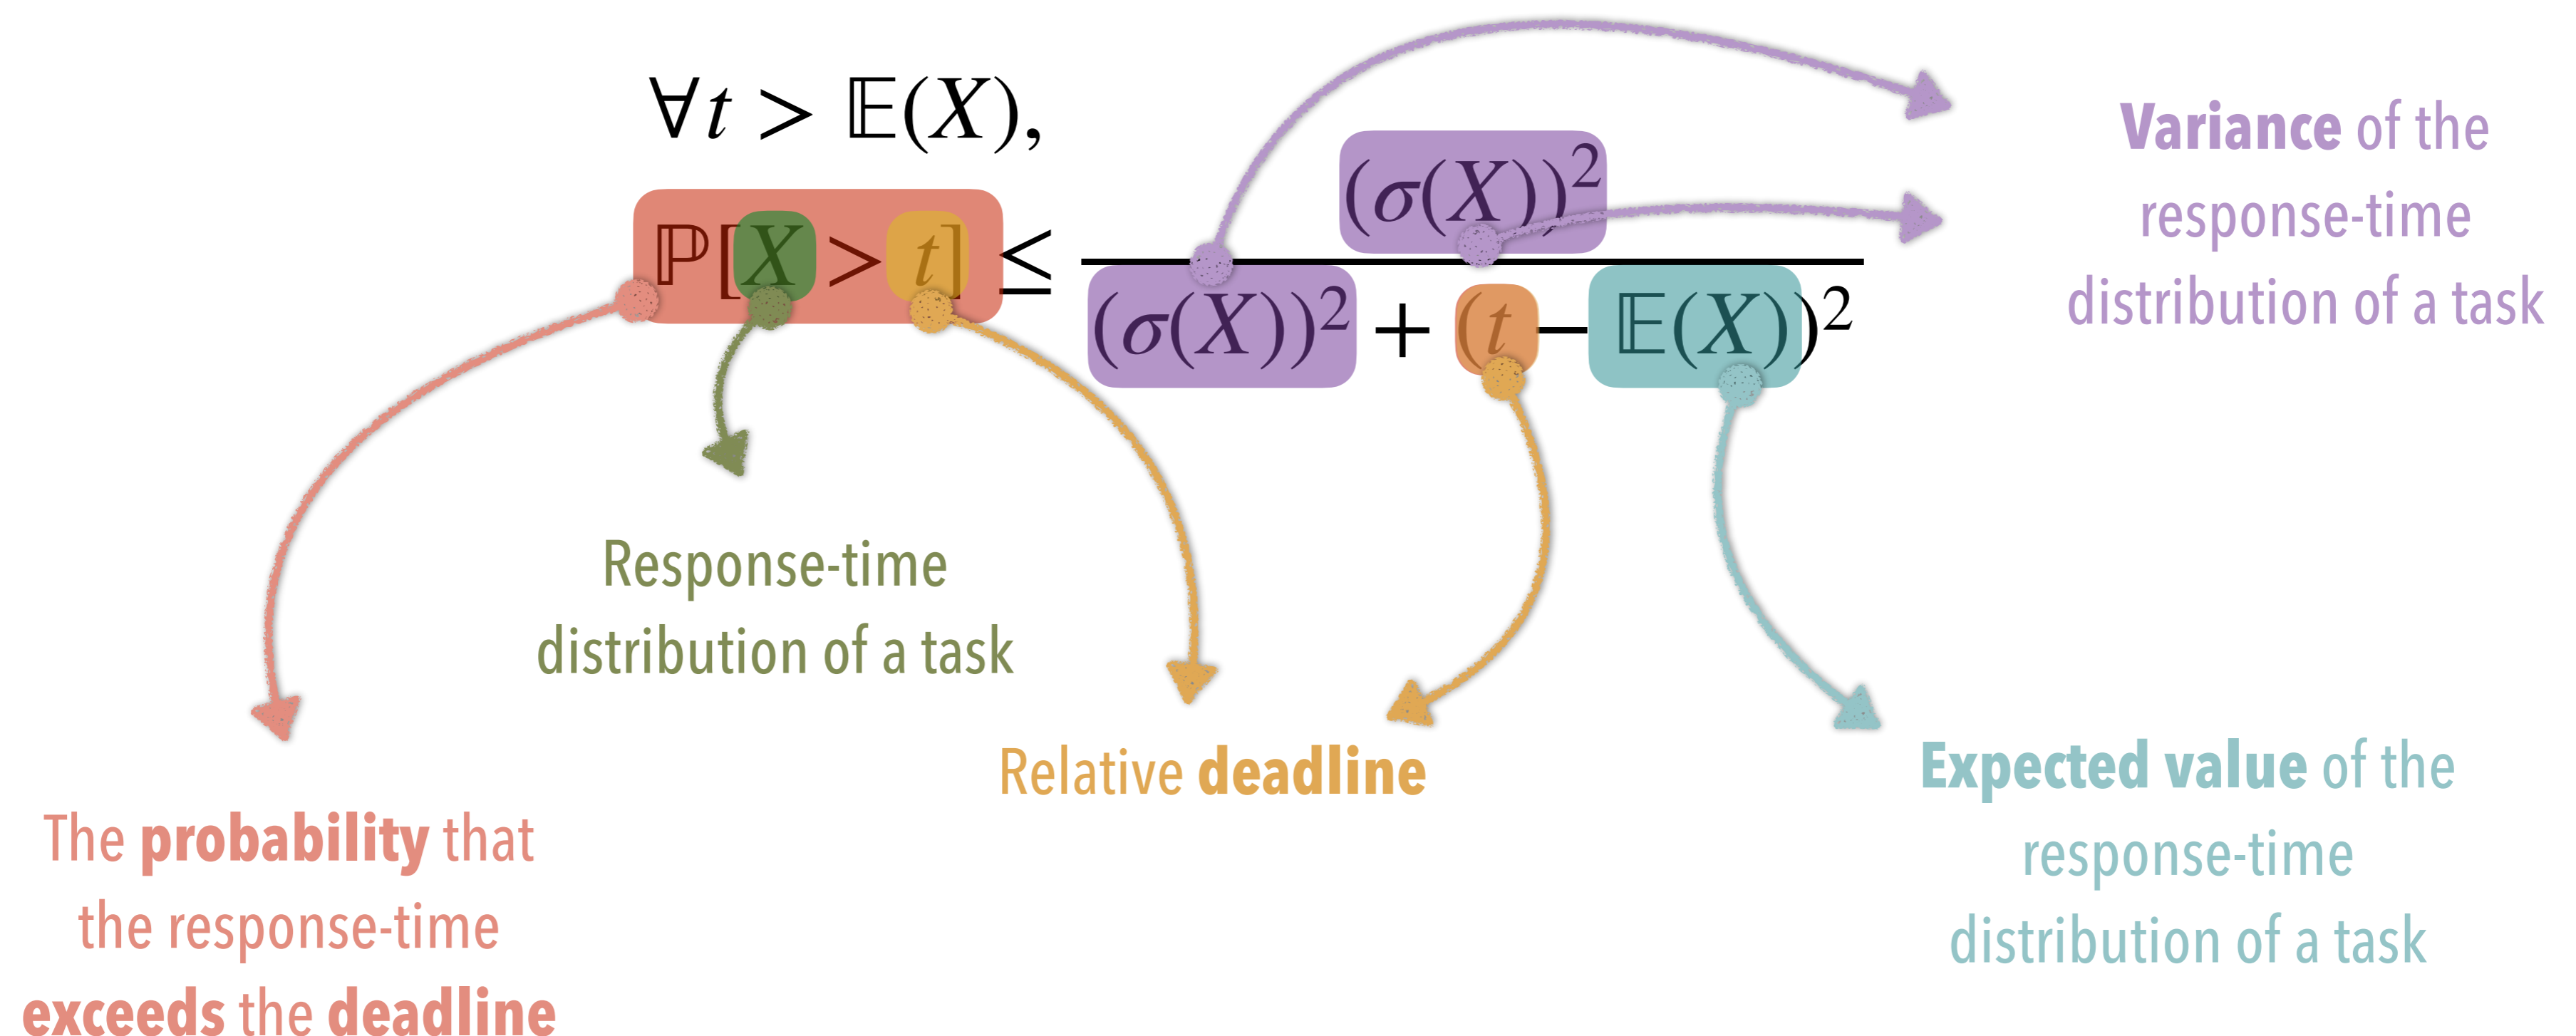 ∀t > 𝔼(X),
ℙ[X > t] ≤ (σ(X))² / (σ(X))² + (t − 𝔼(X))²
Variance of the
response-time
distribution of a task
Response-time
distribution of a task
Relative deadline
Expected value of the
response-time
distribution of a task
The probability that
the response-time
exceeds the deadline